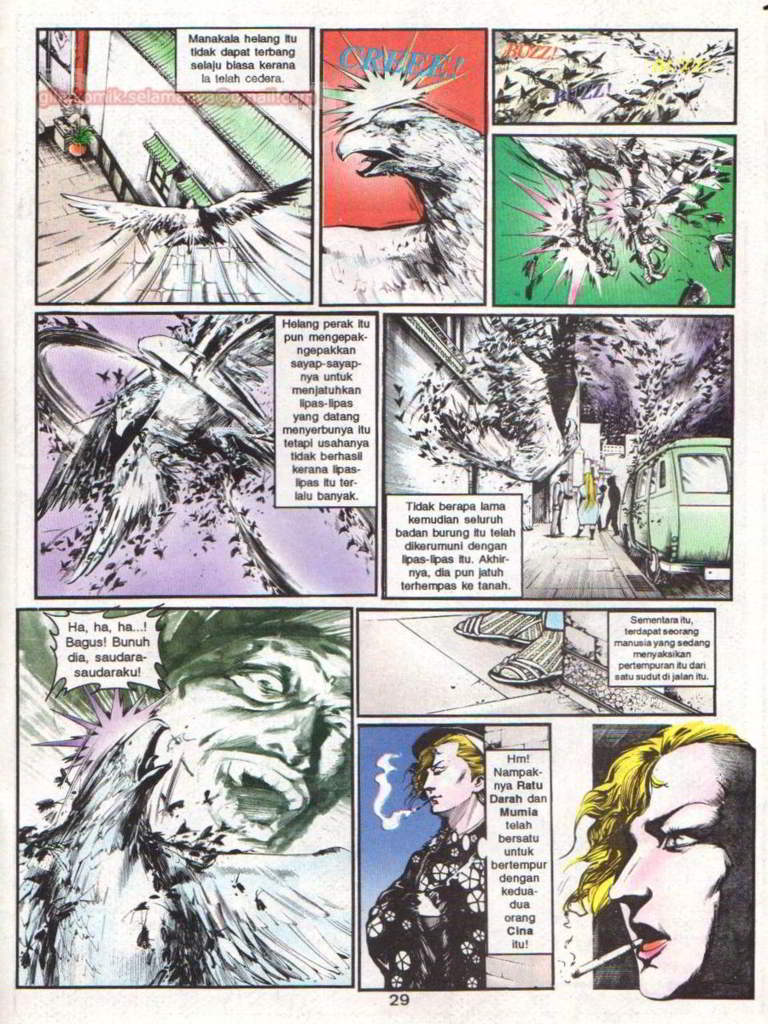 Manakala helang itu
tidak dapat terbang
selaju biasa kerana
ia telah cedera.
CREEE!
BUZZ!
BUZZ!
BUZZ!
Helang perak itu
pun mengepak-
ngepakkan
sayap-sayap-
nya untuk
menjatuhkan
lipas-lipas
yang datang
menyerbunya itu
tetapi usahanya
tidak berhasil
kerana lipas-
lipas itu ter-
lalu banyak.
Tidak berapa lama
kemudian seluruh
badan burung itu telah
dikerumuni dengan
lipas-lipas itu. Akhir-
nya, dia pun jatuh
terhempas ke tanah.
Ha, ha, ha...!
Bagus! Bunuh
dia, saudara-
saudaraku!
Sementara itu,
terdapat seorang
manusia yang sedang
menyaksikan
pertempuran itu dari
satu sudut di jalan itu.
Hm!
Nampak-
nya Ratu
Darah dan
Mumia
telah
bersatu
untuk
bertempur
dengan
kedua-
dua
orang
Cina
itu!
29